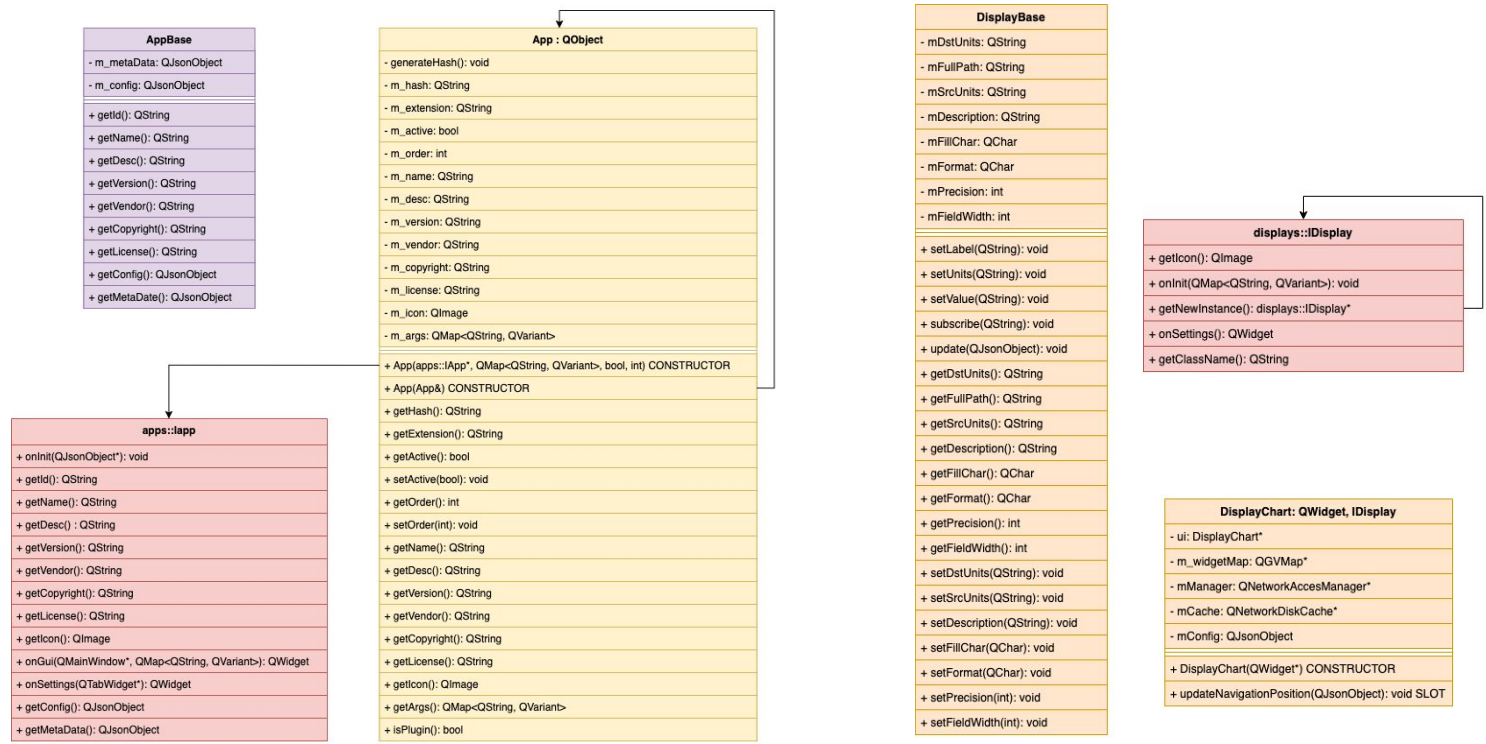 AppBase
- m_metaData: QJsonObject
- m_config: QJsonObject
+ getId(): QString
+ getName(): QString
+ getDesc(): QString
+ getVersion(): QString
+ getVendor(): QString
+ getCopyright(): QString
+ getLicense(): QString
+ getConfig(): QJsonObject
+ getMetaDate(): QJsonObject
apps::Iapp
+ onInit(QJsonObject*): void
+ getId(): QString
+ getName(): QString
+ getDesc() : QString
+ getVersion(): QString
+ getVendor(): QString
+ getCopyright(): QString
+ getLicense(): QString
+ getIcon(): QImage
+ onGui(QMainWindow*, QMap<QString, QVariant>): QWidget
+ onSettings(QTabWidget*): QWidget
+ getConfig(): QJsonObject
+ getMetaData(): QJsonObject
App : QObject
- generateHash(): void
- m_hash: QString
- m_extension: QString
- m_active: bool
- m_order: int
- m_name: QString
- m_desc: QString
- m_version: QString
- m_vendor: QString
- m_copyright: QString
- m_license: QString
- m_icon: QImage
- m_args: QMap<QString, QVariant>
+ App(apps::IApp*, QMap<QString, QVariant>, bool, int) CONSTRUCTOR
+ App(App&) CONSTRUCTOR
+ getHash(): QString
+ getExtension(): QString
+ getActive(): bool
+ setActive(bool): void
+ getOrder(): int
+ setOrder(int): void
+ getName(): QString
+ getDesc(): QString
+ getVersion(): QString
+ getVendor(): QString
+ getCopyright(): QString
+ getLicense(): QString
+ getIcon(): QImage
+ getArgs(): QMap<QString, QVariant>
+ isPlugin(): bool
DisplayBase
- mDstUnits: QString
- mFullPath: QString
- mSrcUnits: QString
- mDescription: QString
- mFillChar: QChar
- mFormat: QChar
- mPrecision: int
- mFieldWidth: int
+ setLabel(QString): void
+ setUnits(QString): void
+ setValue(QString): void
+ subscribe(QString): void
+ update(QJsonObject): void
+ getDstUnits(): QString
+ getFullPath(): QString
+ getSrcUnits(): QString
+ getDescription(): QString
+ getFillChar(): QChar
+ getFormat(): QChar
+ getPrecision(): int
+ getFieldWidth(): int
+ setDstUnits(QString): void
+ setSrcUnits(QString): void
+ setDescription(QString): void
+ setFillChar(QChar): void
+ setFormat(QChar): void
+ setPrecision(int): void
+ setFieldWidth(int): void
displays::IDisplay
+ getIcon(): QImage
+ onInit(QMap<QString, QVariant>): void
+ getNewInstance(): displays::IDisplay*
+ onSettings(): QWidget
+ getClassName(): QString
DisplayChart: QWidget, IDisplay
- ui: DisplayChart*
- m_widgetMap: QGVMap*
- mManager: QNetworkAccesManager*
- mCache: QNetworkDiskCache*
- mConfig: QJsonObject
+ DisplayChart(QWidget*) CONSTRUCTOR
+ updateNavigationPosition(QJsonObject): void SLOT